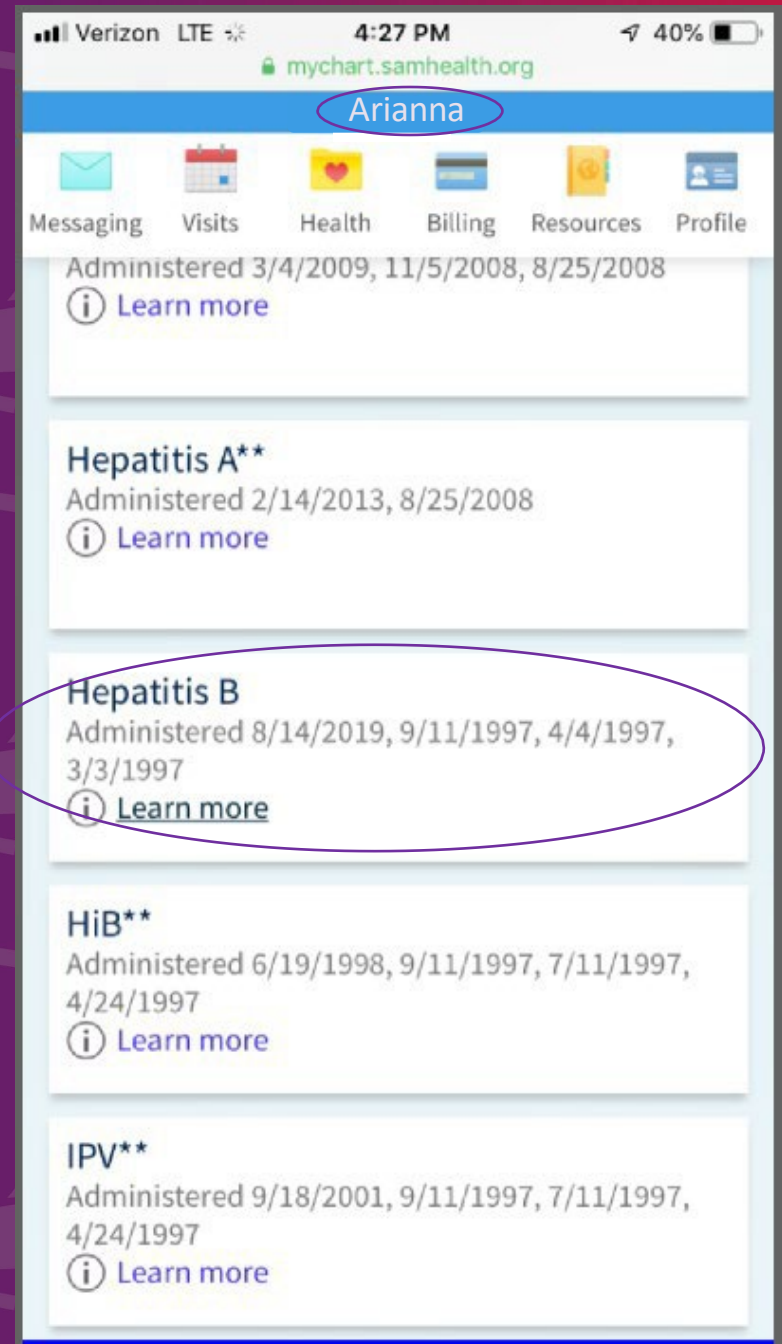 Verizon LTE 4:27 PM 40%
mychart.samhealth.org
Arianna
Messaging Visits Health Billing Resources Profile
Administered 3/4/2009, 11/5/2008, 8/25/2008
Learn more
Hepatitis A**
Administered 2/14/2013, 8/25/2008
Learn more
Hepatitis B
Administered 8/14/2019, 9/11/1997, 4/4/1997,
3/3/1997
Learn more
HiB**
Administered 6/19/1998, 9/11/1997, 7/11/1997,
4/24/1997
Learn more
IPV**
Administered 9/18/2001, 9/11/1997, 7/11/1997,
4/24/1997
Learn more